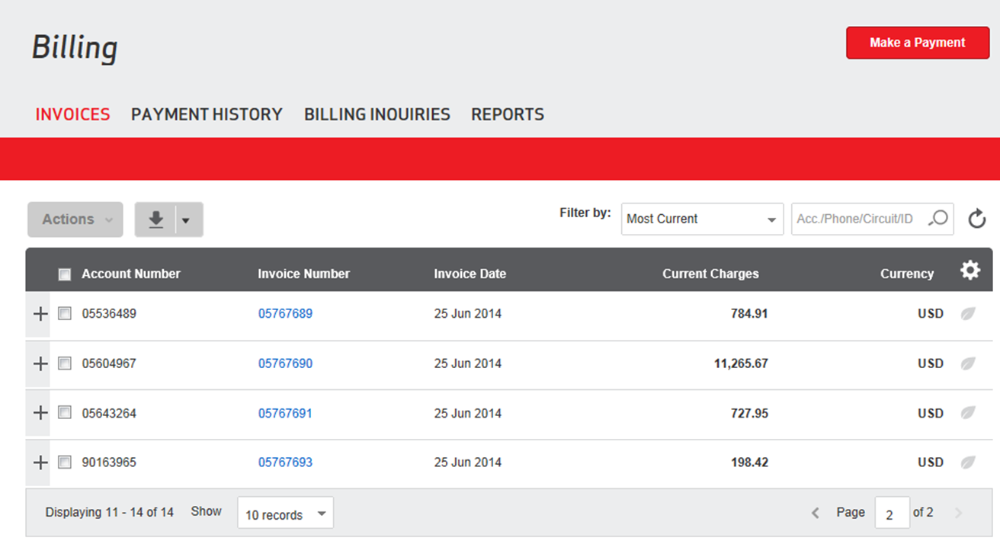 Billing
Make a Payment
INVOICES PAYMENT HISTORY BILLING INQUIRIES REPORTS
Actions
Filter by: Most Current Acc./Phone/Circuit/ID
Account Number Invoice Number Invoice Date Current Charges Currency
05536489 05767689 25 Jun 2014 784.91 USD
05604967 05767690 25 Jun 2014 11,265.67 USD
05643264 05767691 25 Jun 2014 727.95 USD
90163965 05767693 25 Jun 2014 198.42 USD
Displaying 11 - 14 of 14 Show 10 records Page 2 of 2